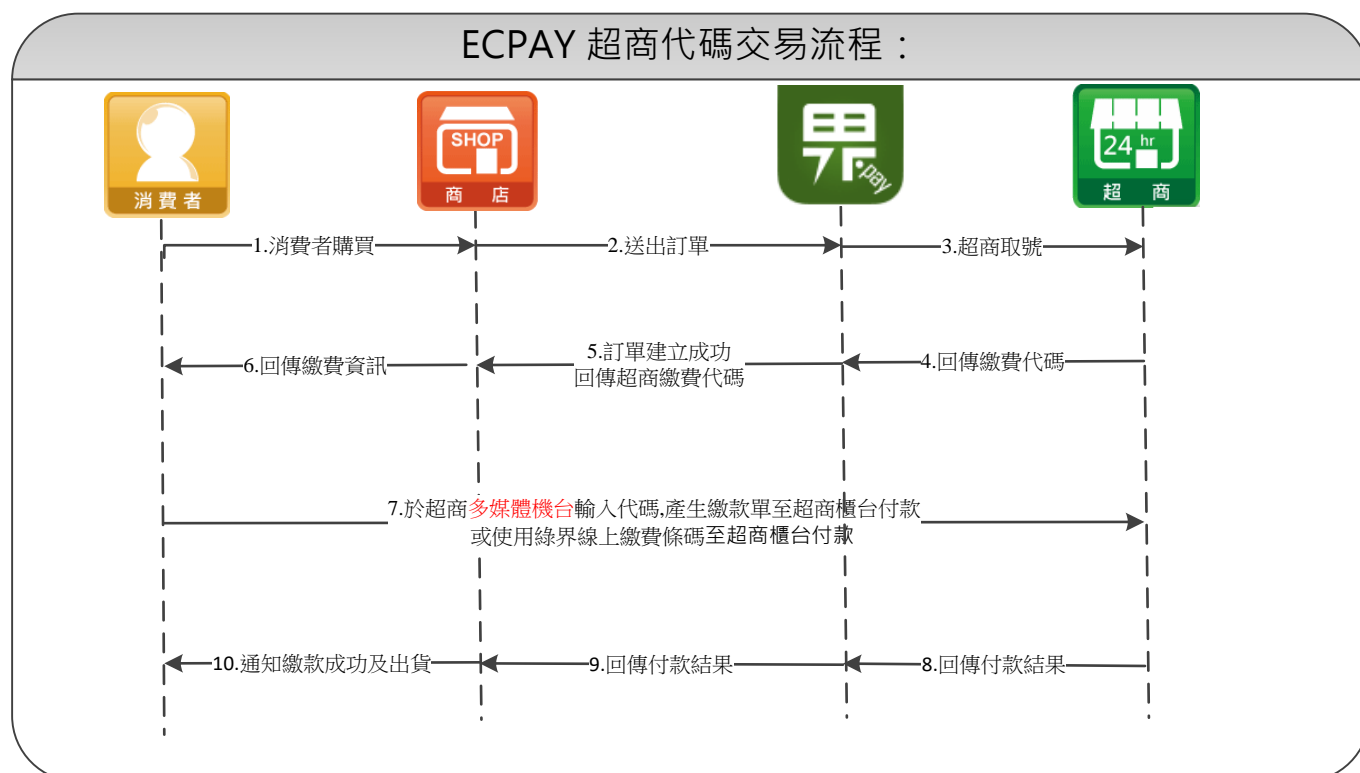 ECPAY 超商代碼交易流程：
消費者
SHOP
商店
界
pay
24 hr
超商
1.消費者購買
2.送出訂單
3.超商取號
6.回傳繳費資訊
5.訂單建立成功
回傳超商繳費代碼
4.回傳繳費代碼
7.於超商多媒體機台輸入代碼,產生繳款單至超商櫃台付款
或使用綠界線上繳費條碼至超商櫃台付款
10.通知繳款成功及出貨
9.回傳付款結果
8.回傳付款結果